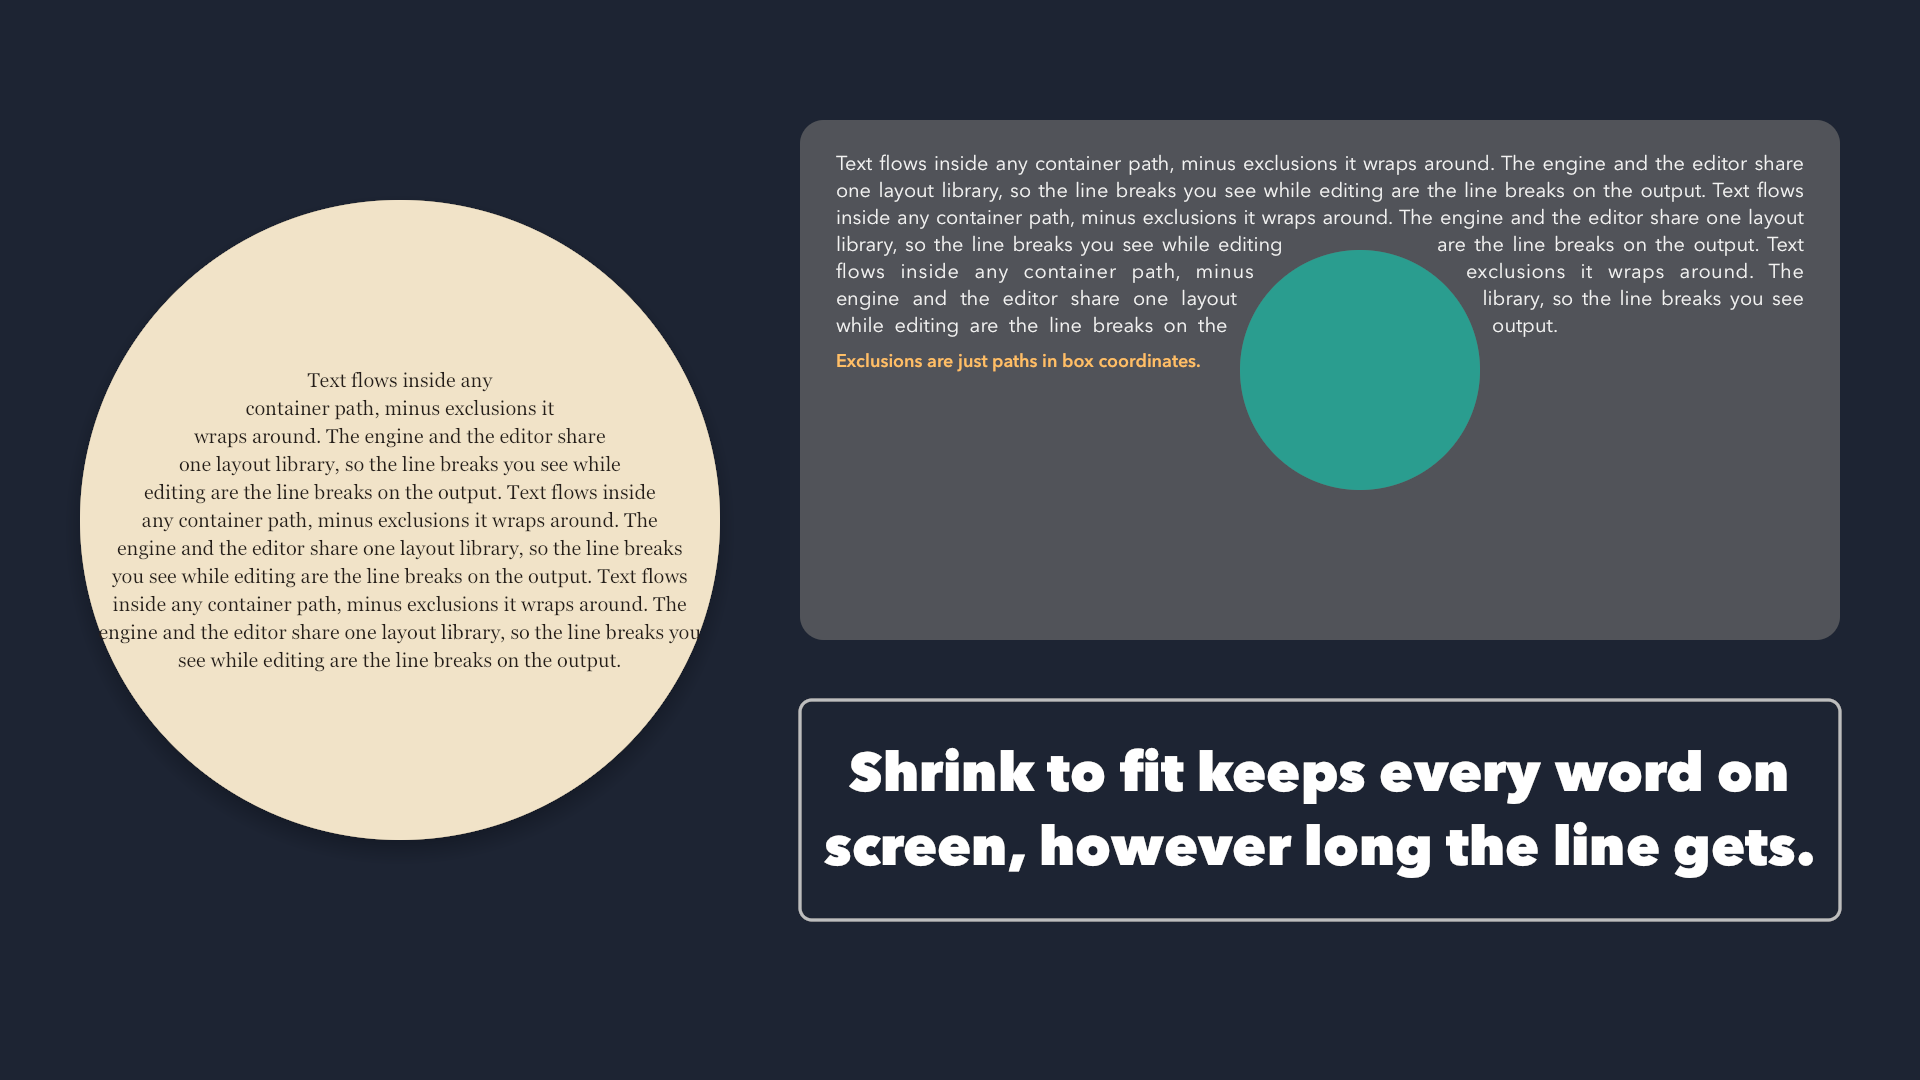 Text flows inside any
container path, minus exclusions it
wraps around. The engine and the editor share
one layout library, so the line breaks you see while
editing are the line breaks on the output. Text flows inside
any container path, minus exclusions it wraps around. The
engine and the editor share one layout library, so the line breaks
you see while editing are the line breaks on the output. Text flows
inside any container path, minus exclusions it wraps around. The
engine and the editor share one layout library, so the line breaks you
see while editing are the line breaks on the output.
Text flows inside any container path, minus exclusions it wraps around. The engine and the editor share
one layout library, so the line breaks you see while editing are the line breaks on the output. Text flows
inside any container path, minus exclusions it wraps around. The engine and the editor share one layout
library, so the line breaks you see while editing are the line breaks on the output. Text
flows inside any container path, minus exclusions it wraps around. The
engine and the editor share one layout library, so the line breaks you see
while editing are the line breaks on the output.
Exclusions are just paths in box coordinates.
Shrink to fit keeps every word on
screen, however long the line gets.